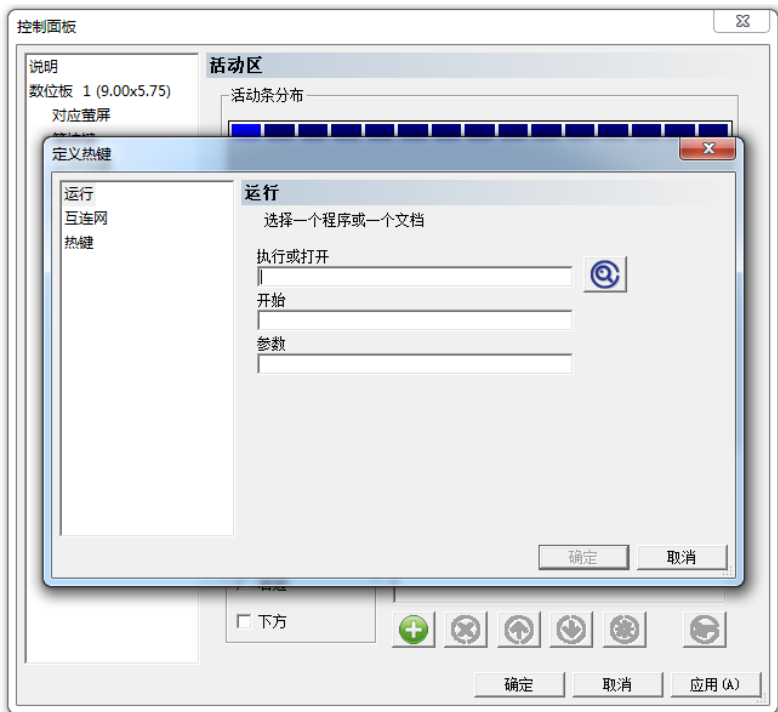 控制面板
说明
数位板 1 (9.00x5.75)
对应萤屏
活动区
活动条分布
定义热键
运行
互连网
热键
运行
选择一个程序或一个文档
执行或打开
开始
参数
确定
取消
下方
确定
取消
应用(A)